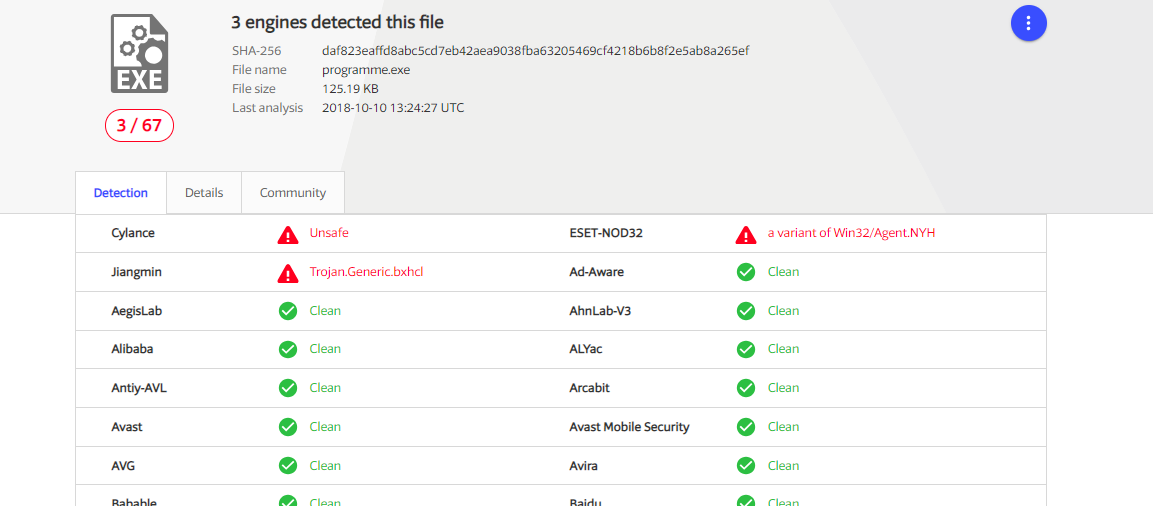 3 engines detected this file
SHA-256 daf823eaffd8abc5cd7eb42aea9038fba63205469cf4218b6b8f2e5ab8a265ef
File name programme.exe
File size 125.19 KB
Last analysis 2018-10-10 13:24:27 UTC
EXE
3 / 67
Detection Details Community
Cylance Unsafe ESET-NOD32 a variant of Win32/Agent.NYH
Jiangmin Trojan.Generic.bxhcl Ad-Aware Clean
AegisLab Clean AhnLab-V3 Clean
Alibaba Clean ALYac Clean
Antiy-AVL Clean Arcabit Clean
Avast Clean Avast Mobile Security Clean
AVG Clean Avira Clean
Babable Clean Baidu Clean